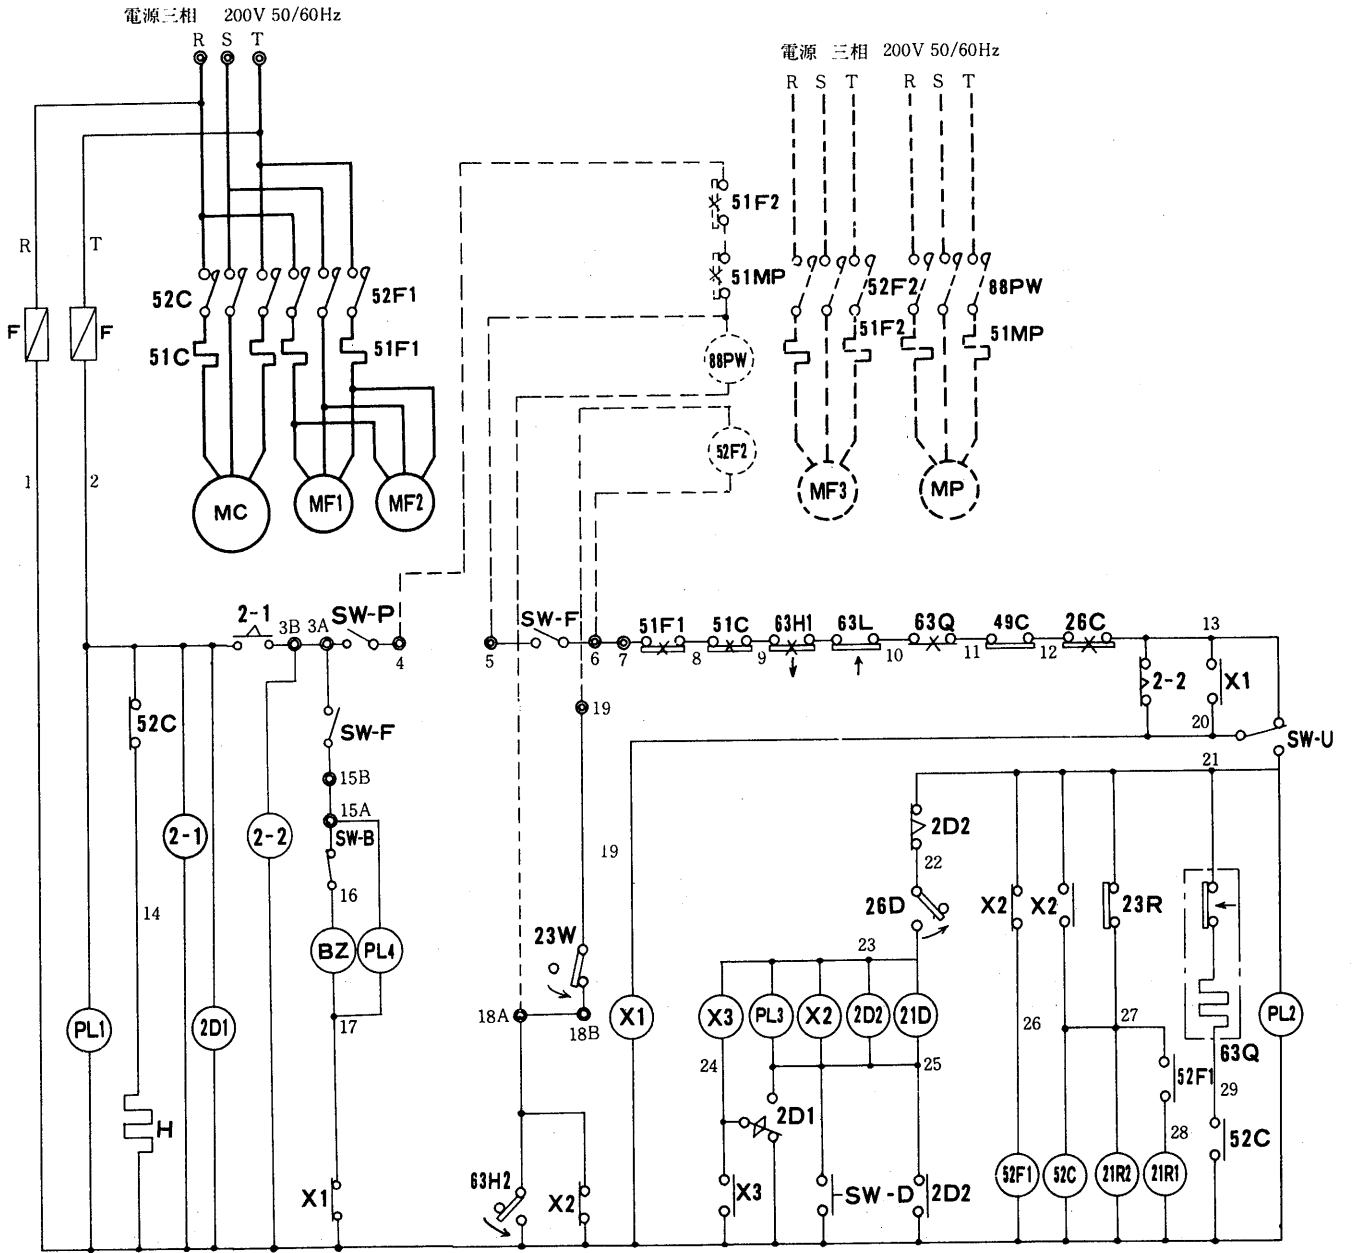 電源三相 200V 50/60Hz
R S T
電源 三相 200V 50/60Hz
R S T R S T
51F2
R T
51MP
52C 52F1 52F2 88PW
F F
51C 51F1 51F2 51MP
88PW
52F2
1 2
MC MF1 MF2 MF3 MP
2-1 3B 3A SW-P 4
5 SW-F 6 7 51F1 8 51C 9 63H1 63L 10 63Q 11 49C 12 26C 13
52C SW-F 19 2-2 X1
20 SW-U
21
15B
15A
2-1 2-2 SW-B 19 2D2
22
14 16 26D X2 X2 23R
BZ PL4 23W 23
PL1 2D1 17 18A 18B X1 X3 PL3 X2 2D2 21D 26 27 PL2
63Q
24 25 52F1 29
H 2D1 28 52C
X1 63H2 X2 X3 SW-D 2D2 52F1 52C 21R2 21R1